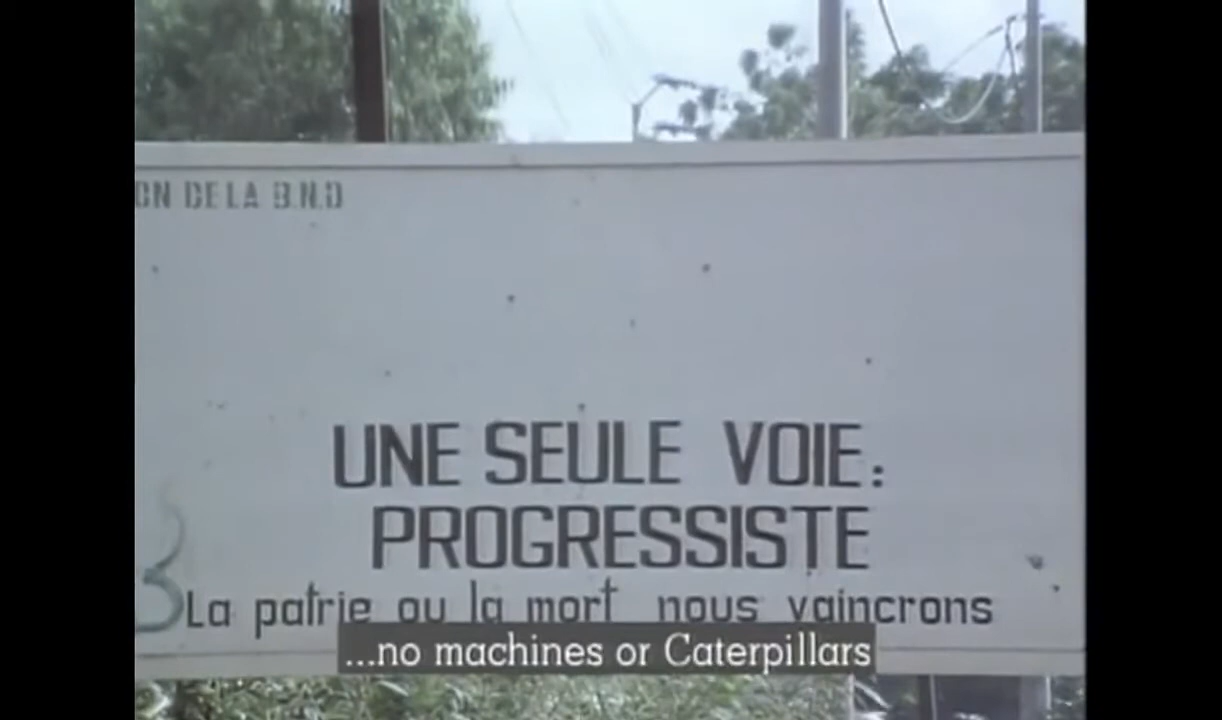 ON DE LA B.N.D
UNE SEULE VOIE:
PROGRESSISTE
La patrie ou la mort nous vaincrons
...no machines or Caterpillars